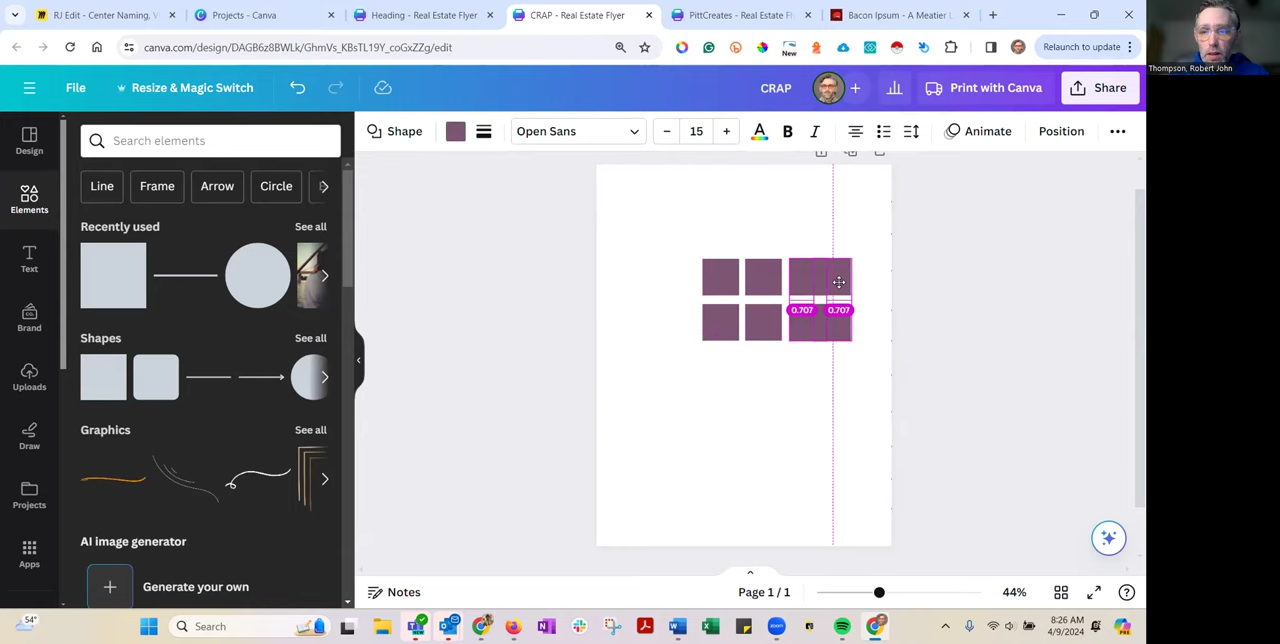 RJ Edit - Center Naming, V
Projects - Canva
Heading - Real Estate Flyer
CRAP - Real Estate Flyer
PittCreates - Real Estate Fl
Bacon Ipsum - A Meatier L
canva.com/design/DAGB6z8BWLk/GhmVs_KBsTL19Y_coGxZZg/edit
New
Relaunch to update
Thompson, Robert John
File
Resize & Magic Switch
CRAP
Print with Canva
Share
Design
Elements
Text
Brand
Uploads
Draw
Projects
Apps
Search elements
Shape
Open Sans
15
B
I
Animate
Position
Line
Frame
Arrow
Circle
Recently used
See all
Shapes
See all
Graphics
See all
AI image generator
Generate your own
0.707
0.707
Notes
Page 1 / 1
44%
54°
Search
8:26 AM
4/9/2024